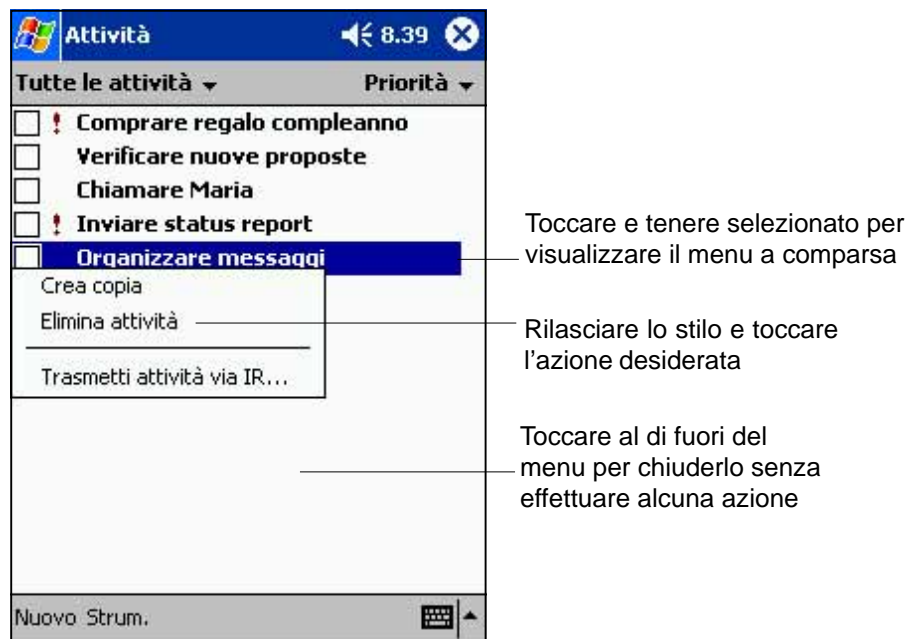 Attività 8.39
Tutte le attività Priorità
! Comprare regalo compleanno
Verificare nuove proposte
Chiamare Maria
! Inviare status report
Organizzare messaggi
Crea copia
Elimina attività
Trasmetti attività via IR...
Nuovo Strum.
Toccare e tenere selezionato per
visualizzare il menu a comparsa
Rilasciare lo stilo e toccare
l’azione desiderata
Toccare al di fuori del
menu per chiuderlo senza
effettuare alcuna azione